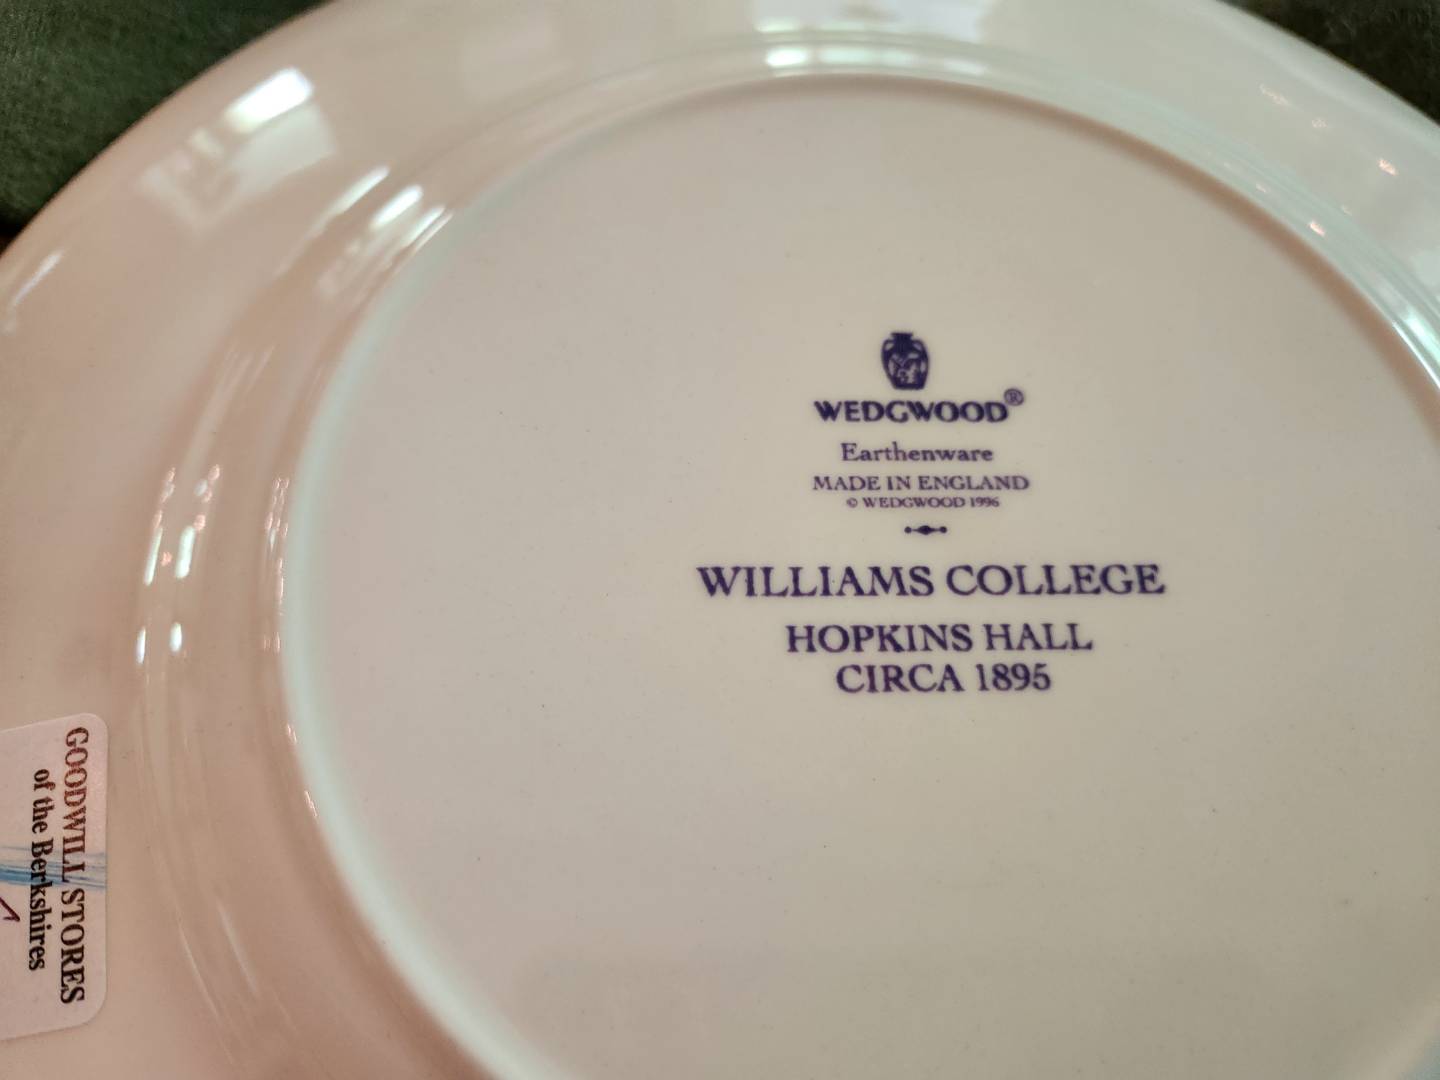 WEDGWOOD®
Earthenware
MADE IN ENGLAND
© WEDGWOOD 1996
WILLIAMS COLLEGE
HOPKINS HALL
CIRCA 1895
GOODWILL STORES
of the Berkshires